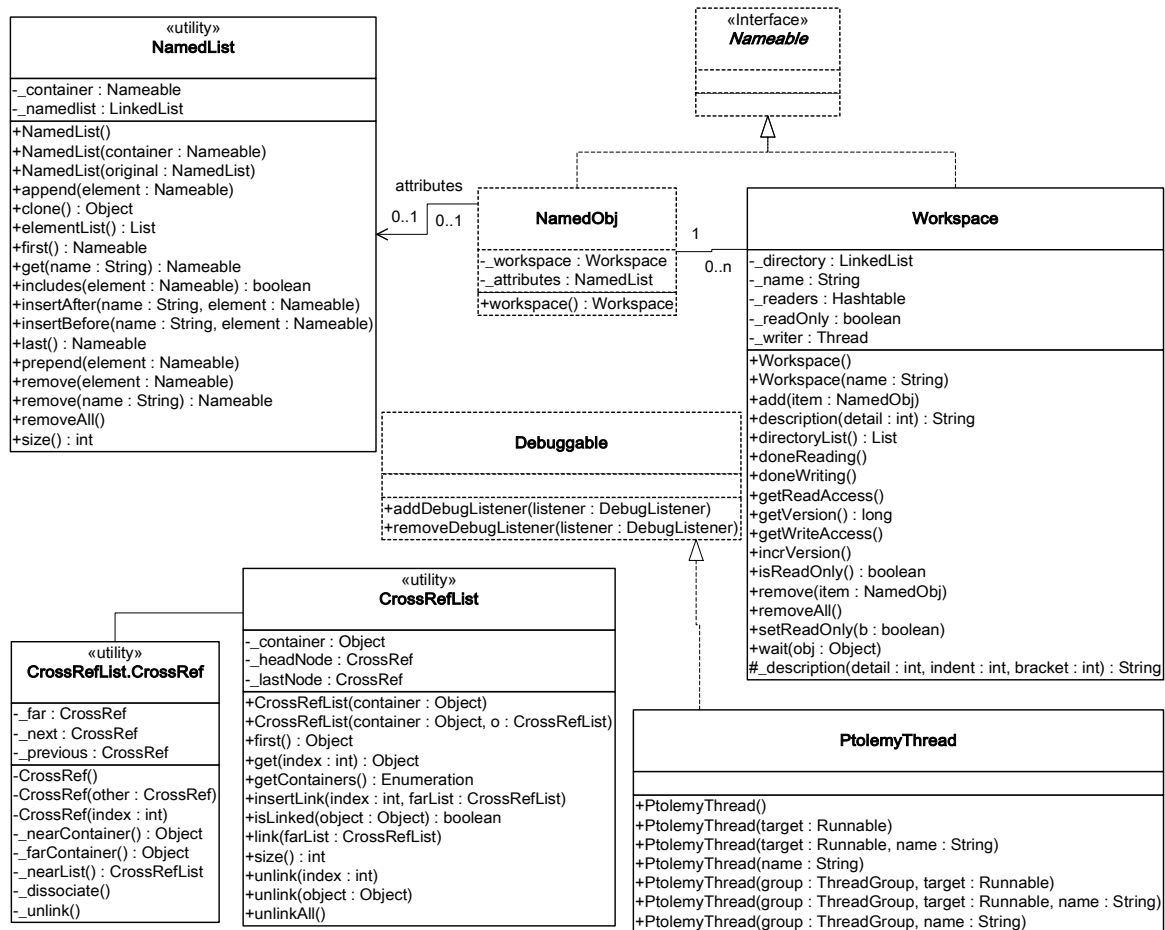 «utility»
NamedList
-_container : Nameable
-_namedlist : LinkedList
+NamedList()
+NamedList(container : Nameable)
+NamedList(original : NamedList)
+append(element : Nameable)
+clone() : Object
+elementList() : List
+first() : Nameable
+get(name : String) : Nameable
+includes(element : Nameable) : boolean
+insertAfter(name : String, element : Nameable)
+insertBefore(name : String, element : Nameable)
+last() : Nameable
+prepend(element : Nameable)
+remove(element : Nameable)
+remove(name : String) : Nameable
+removeAll()
+size() : int
«Interface»
Nameable
attributes
0..1
0..1
NamedObj
-_workspace : Workspace
-_attributes : NamedList
+workspace() : Workspace
1
0..n
Workspace
-_directory : LinkedList
-_name : String
-_readers : Hashtable
-_readOnly : boolean
-_writer : Thread
+Workspace()
+Workspace(name : String)
+add(item : NamedObj)
+description(detail : int) : String
+directoryList() : List
+doneReading()
+doneWriting()
+getReadAccess()
+getVersion() : long
+getWriteAccess()
+incrVersion()
+isReadOnly() : boolean
+remove(item : NamedObj)
+removeAll()
+setReadOnly(b : boolean)
+wait(obj : Object)
#_description(detail : int, indent : int, bracket : int) : String
Debuggable
+addDebugListener(listener : DebugListener)
+removeDebugListener(listener : DebugListener)
«utility»
CrossRefList
-_container : Object
-_headNode : CrossRef
-_lastNode : CrossRef
+CrossRefList(container : Object)
+CrossRefList(container : Object, o : CrossRefList)
+first() : Object
+get(index : int) : Object
+getContainers() : Enumeration
+insertLink(index : int, farList : CrossRefList)
+isLinked(object : Object) : boolean
+link(farList : CrossRefList)
+size() : int
+unlink(index : int)
+unlink(object : Object)
+unlinkAll()
«utility»
CrossRefList.CrossRef
-_far : CrossRef
-_next : CrossRef
-_previous : CrossRef
-CrossRef()
-CrossRef(other : CrossRef)
-CrossRef(index : int)
-_nearContainer() : Object
-_farContainer() : Object
-_nearList() : CrossRefList
-_dissociate()
-_unlink()
PtolemyThread
+PtolemyThread()
+PtolemyThread(target : Runnable)
+PtolemyThread(target : Runnable, name : String)
+PtolemyThread(name : String)
+PtolemyThread(group : ThreadGroup, target : Runnable)
+PtolemyThread(group : ThreadGroup, target : Runnable, name : String)
+PtolemyThread(group : ThreadGroup, name : String)